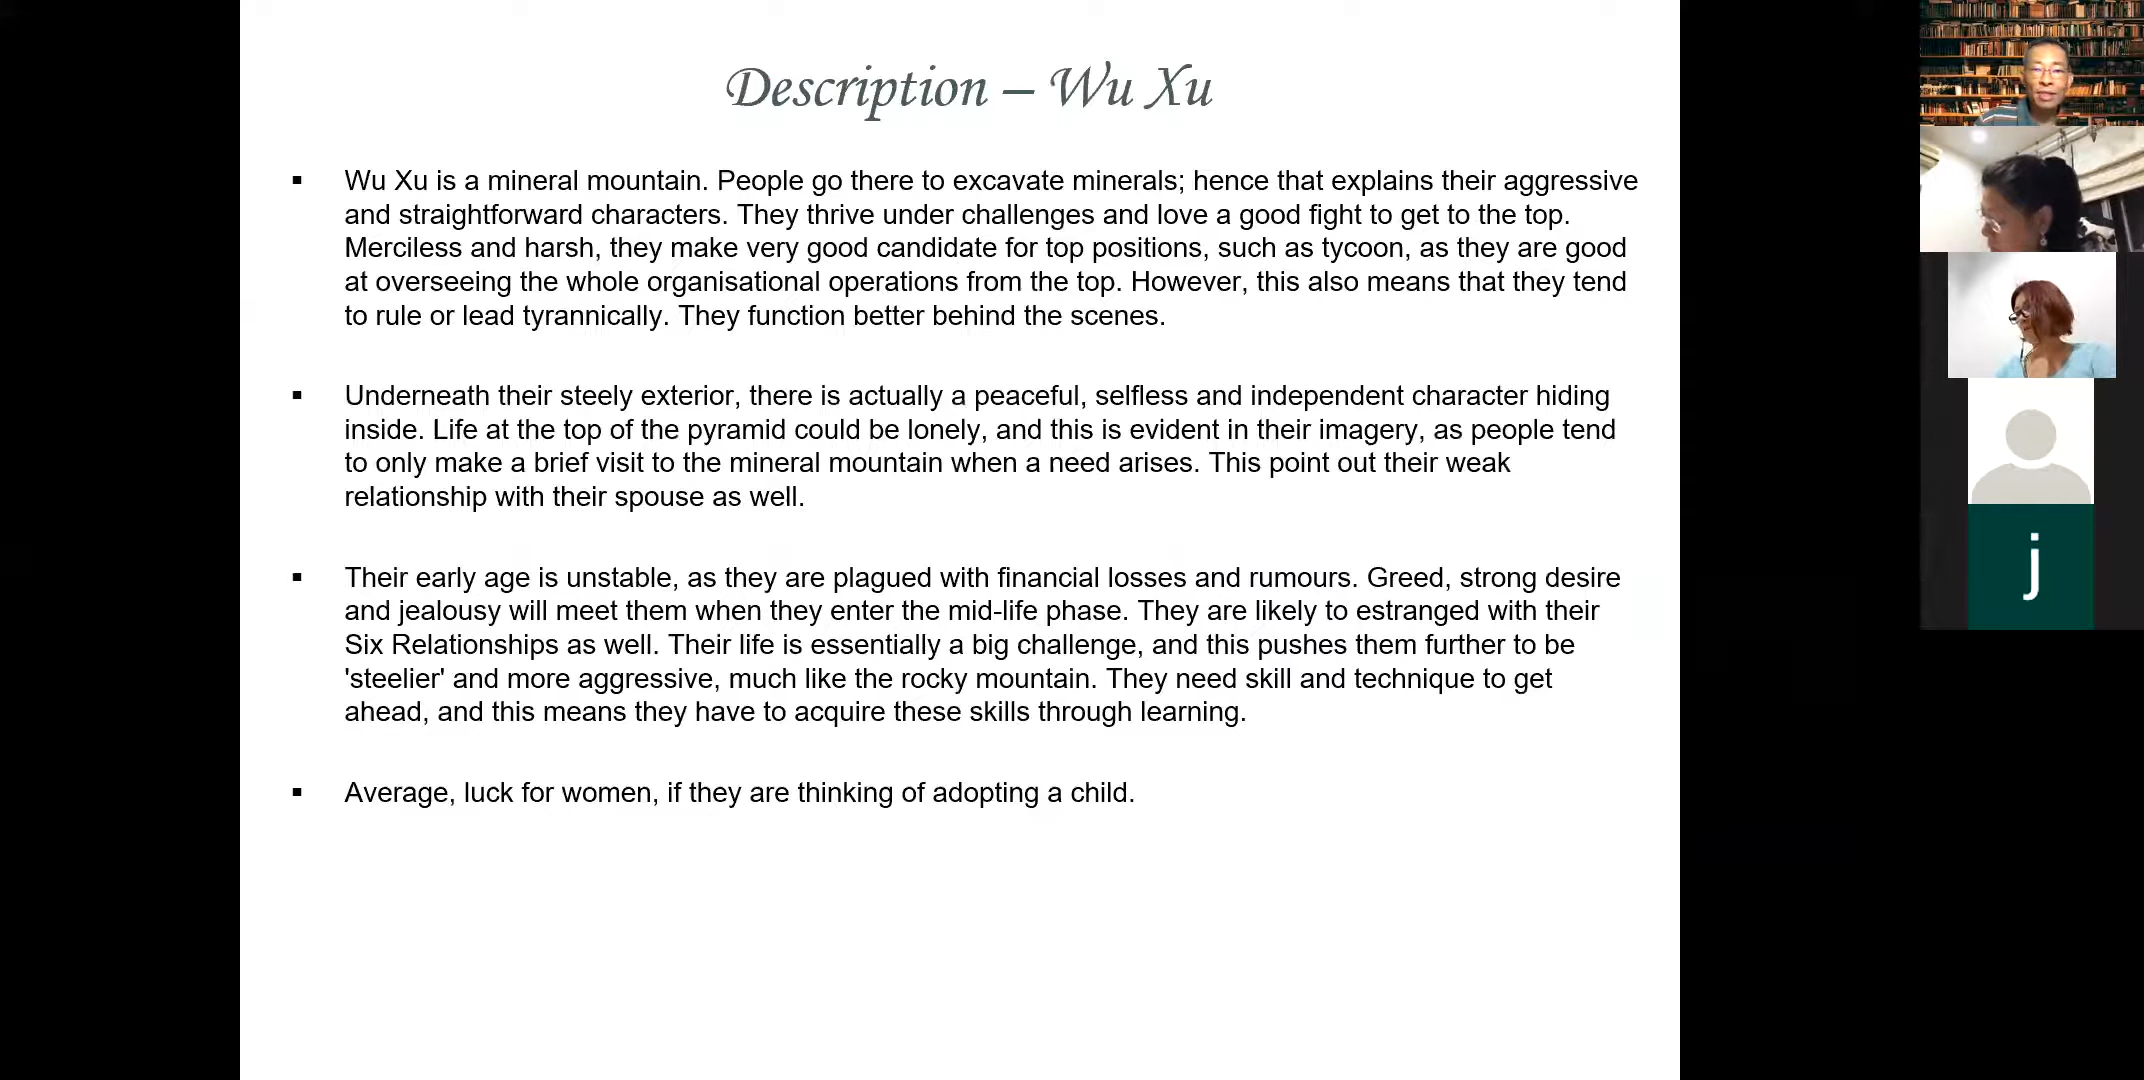 Description – Wu Xu
▪ Wu Xu is a mineral mountain. People go there to excavate minerals; hence that explains their aggressive
and straightforward characters. They thrive under challenges and love a good fight to get to the top.
Merciless and harsh, they make very good candidate for top positions, such as tycoon, as they are good
at overseeing the whole organisational operations from the top. However, this also means that they tend
to rule or lead tyrannically. They function better behind the scenes.
▪ Underneath their steely exterior, there is actually a peaceful, selfless and independent character hiding
inside. Life at the top of the pyramid could be lonely, and this is evident in their imagery, as people tend
to only make a brief visit to the mineral mountain when a need arises. This point out their weak
relationship with their spouse as well.
▪ Their early age is unstable, as they are plagued with financial losses and rumours. Greed, strong desire
and jealousy will meet them when they enter the mid-life phase. They are likely to estranged with their
Six Relationships as well. Their life is essentially a big challenge, and this pushes them further to be
'steelier' and more aggressive, much like the rocky mountain. They need skill and technique to get
ahead, and this means they have to acquire these skills through learning.
▪ Average, luck for women, if they are thinking of adopting a child.
j